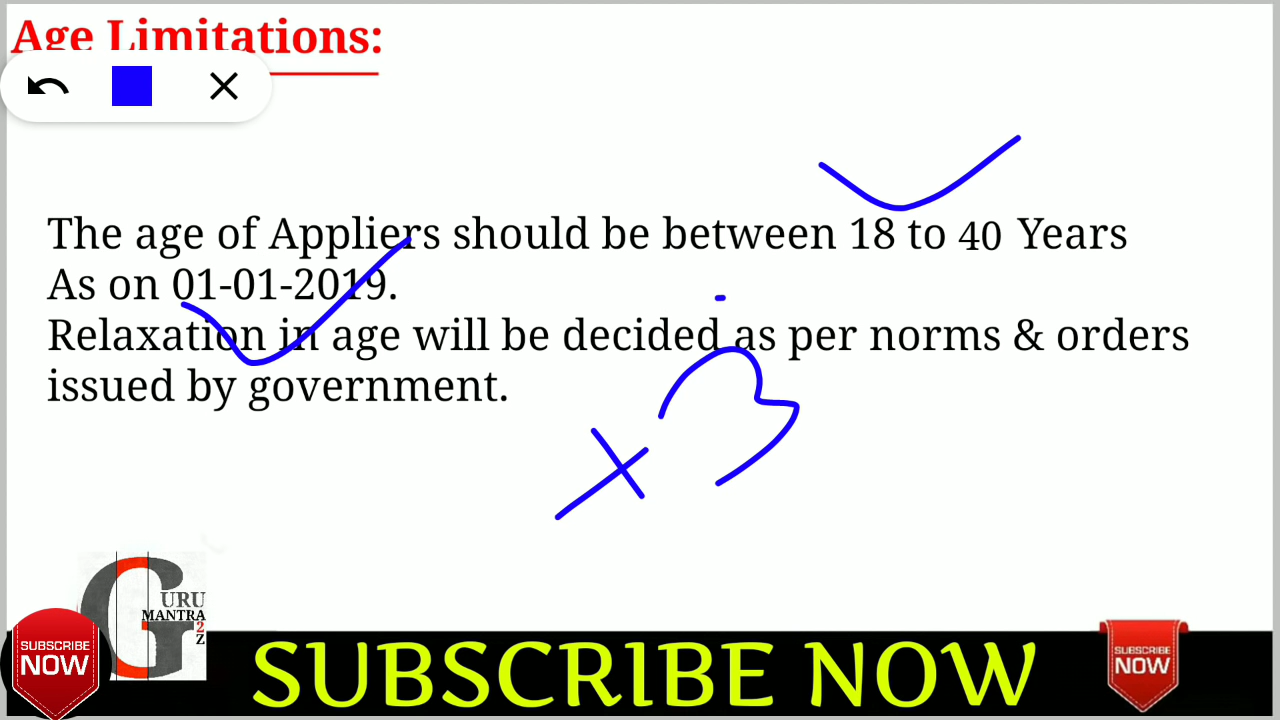 Age Limitations:
The age of Appliers should be between 18 to 40 Years
As on 01-01-2019.
Relaxation in age will be decided as per norms & orders
issued by government.
+3
GURU
MANTRA
2
Z
SUBSCRIBE
NOW
SUBSCRIBE NOW
SUBSCRIBE
NOW